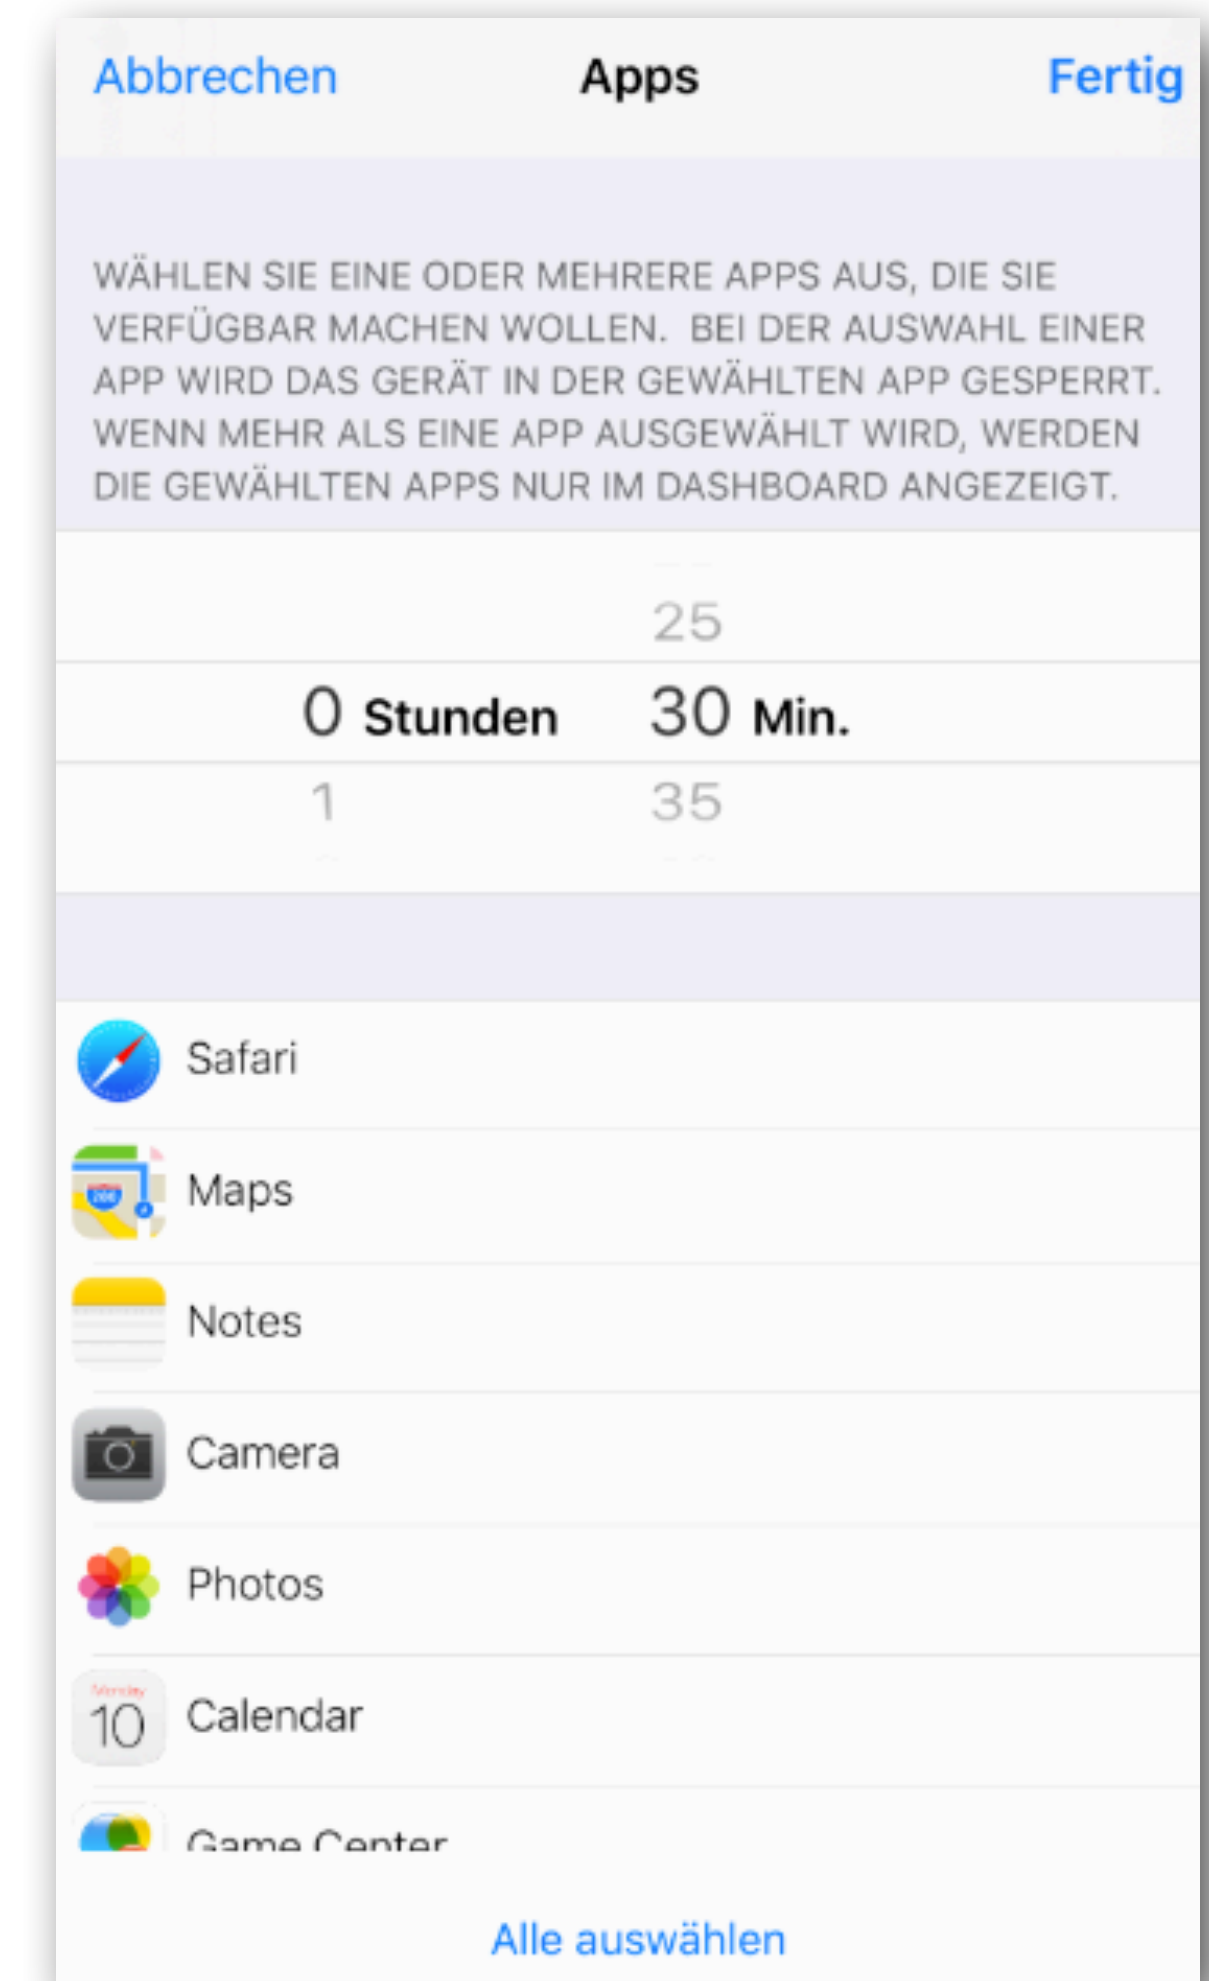 Abbrechen Apps Fertig
WÄHLEN SIE EINE ODER MEHRERE APPS AUS, DIE SIE
VERFÜGBAR MACHEN WOLLEN. BEI DER AUSWAHL EINER
APP WIRD DAS GERÄT IN DER GEWÄHLTEN APP GESPERRT.
WENN MEHR ALS EINE APP AUSGEWÄHLT WIRD, WERDEN
DIE GEWÄHLTEN APPS NUR IM DASHBOARD ANGEZEIGT.
25
0 Stunden 30 Min.
1 35
Safari
Maps
Notes
Camera
Photos
Monday
10 Calendar
Game Center
Alle auswählen